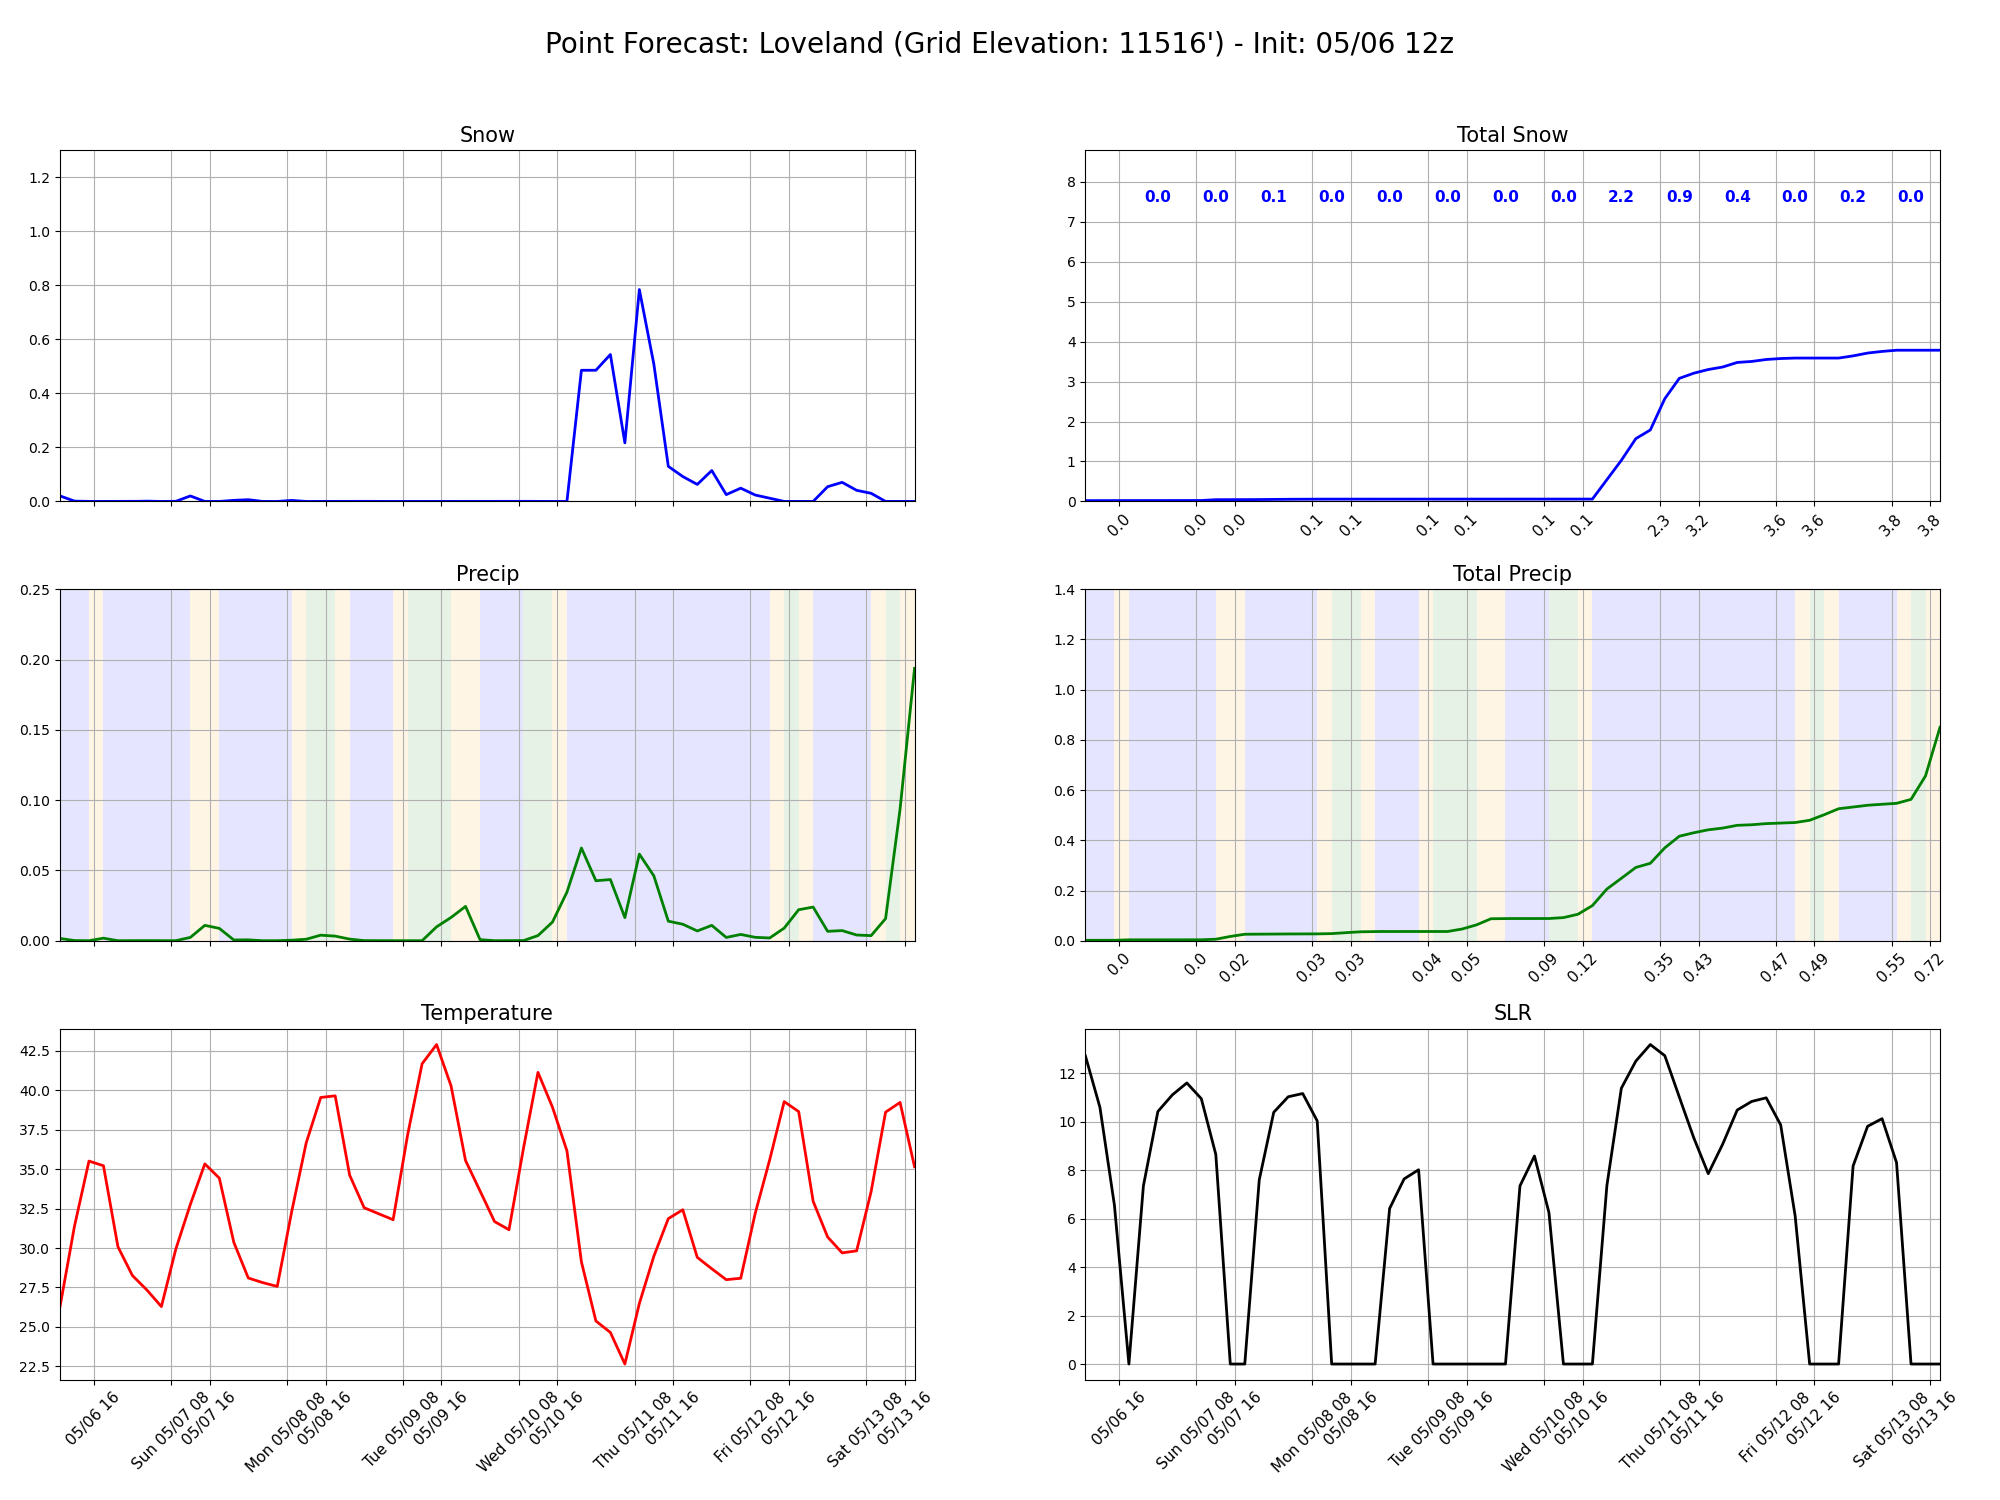 Point Forecast: Loveland (Grid Elevation: 11516') - Init: 05/06 12z
Snow
1.2
1.0
0.8
0.6
0.4
0.2
0.0
Total Snow
8
7
6
5
4
3
2
1
0
0.0 0.0 0.1 0.0 0.0 0.0 0.0 0.0 2.2 0.9 0.4 0.0 0.2 0.0
0.0 0.0 0.0 0.1 0.1 0.1 0.1 0.1 0.1 2.3 3.2 3.6 3.6 3.8 3.8
Precip
0.25
0.20
0.15
0.10
0.05
0.00
Total Precip
1.4
1.2
1.0
0.8
0.6
0.4
0.2
0.0
0.0 0.0 0.02 0.03 0.03 0.04 0.05 0.09 0.12 0.35 0.43 0.47 0.49 0.55 0.72
Temperature
42.5
40.0
37.5
35.0
32.5
30.0
27.5
25.0
22.5
05/06 16
Sun 05/07 08
05/07 16
Mon 05/08 08
05/08 16
Tue 05/09 08
05/09 16
Wed 05/10 08
05/10 16
Thu 05/11 08
05/11 16
Fri 05/12 08
05/12 16
Sat 05/13 08
05/13 16
SLR
12
10
8
6
4
2
0
05/06 16
Sun 05/07 08
05/07 16
Mon 05/08 08
05/08 16
Tue 05/09 08
05/09 16
Wed 05/10 08
05/10 16
Thu 05/11 08
05/11 16
Fri 05/12 08
05/12 16
Sat 05/13 08
05/13 16